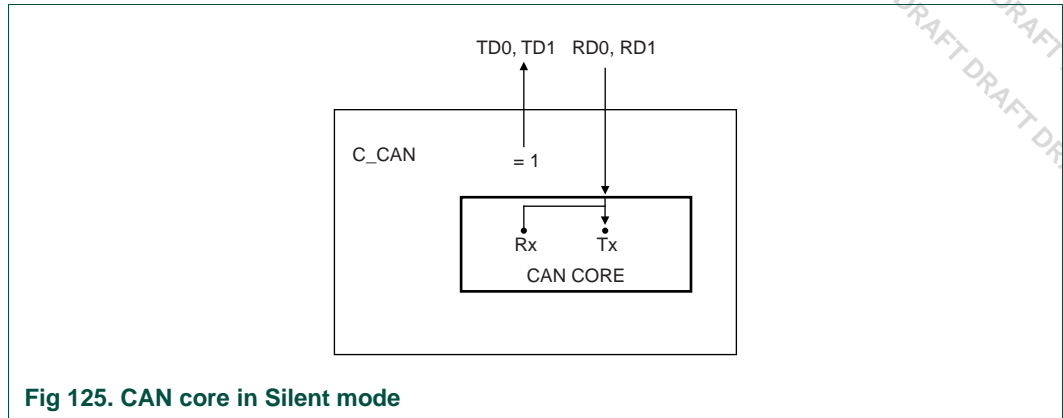 DRAFT DRAFT DR
DRAFT
TD0, TD1 RD0, RD1
C_CAN
= 1
Rx Tx
CAN CORE
Fig 125. CAN core in Silent mode